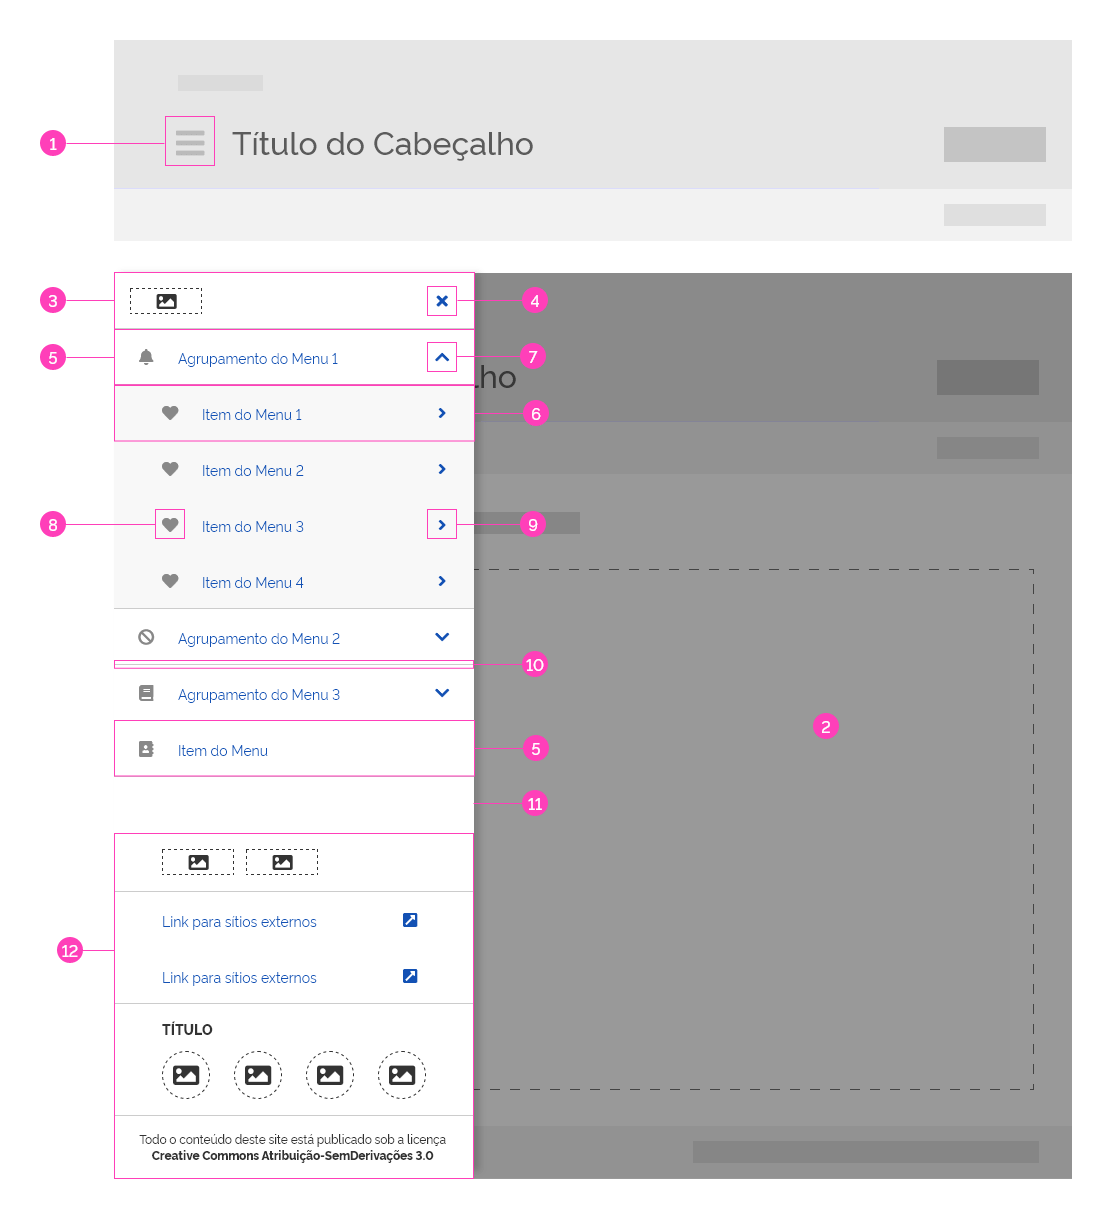 1
Título do Cabeçalho
3
4
5
Agrupamento do Menu 1
7
lho
Item do Menu 1
6
Item do Menu 2
8
Item do Menu 3
9
Item do Menu 4
Agrupamento do Menu 2
10
Agrupamento do Menu 3
2
Item do Menu
5
11
Link para sítios externos
12
Link para sítios externos
TÍTULO
Todo o conteúdo deste site está publicado sob a licença
Creative Commons Atribuição-SemDerivações 3.0